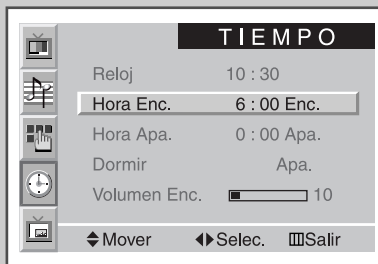 TIEMPO
Reloj 10 : 30
Hora Enc. 6 : 00 Enc.
Hora Apa. 0 : 00 Apa.
Dormir Apa.
Volumen Enc. 10
Mover Selec. Salir